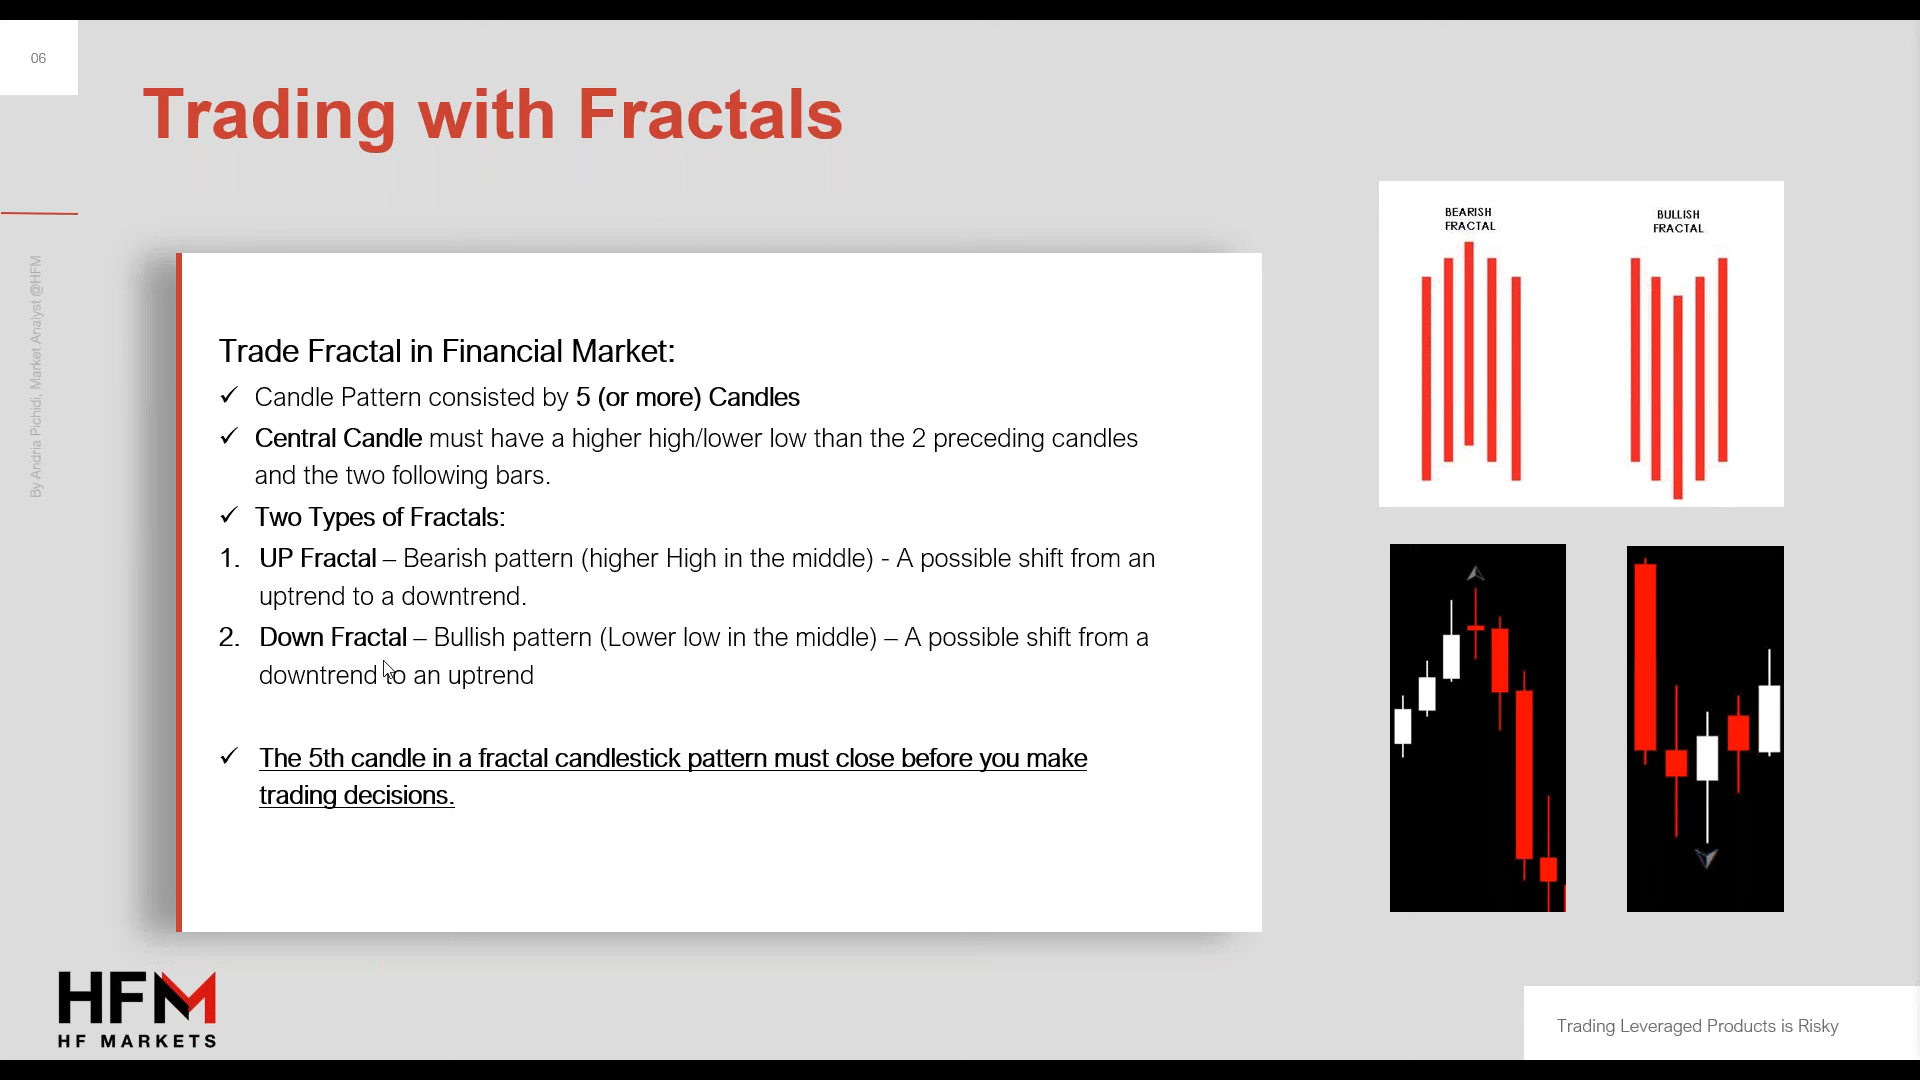 06
Trading with Fractals
By Andria Pichidi, Market Analyst @HFM
Trade Fractal in Financial Market:
✓ Candle Pattern consisted by 5 (or more) Candles
✓ Central Candle must have a higher high/lower low than the 2 preceding candles
and the two following bars.
✓ Two Types of Fractals:
1. UP Fractal – Bearish pattern (higher High in the middle) - A possible shift from an
uptrend to a downtrend.
2. Down Fractal – Bullish pattern (Lower low in the middle) – A possible shift from a
downtrend to an uptrend
✓ The 5th candle in a fractal candlestick pattern must close before you make
trading decisions.
BEARISH
FRACTAL
BULLISH
FRACTAL
HFM
HF MARKETS
Trading Leveraged Products is Risky